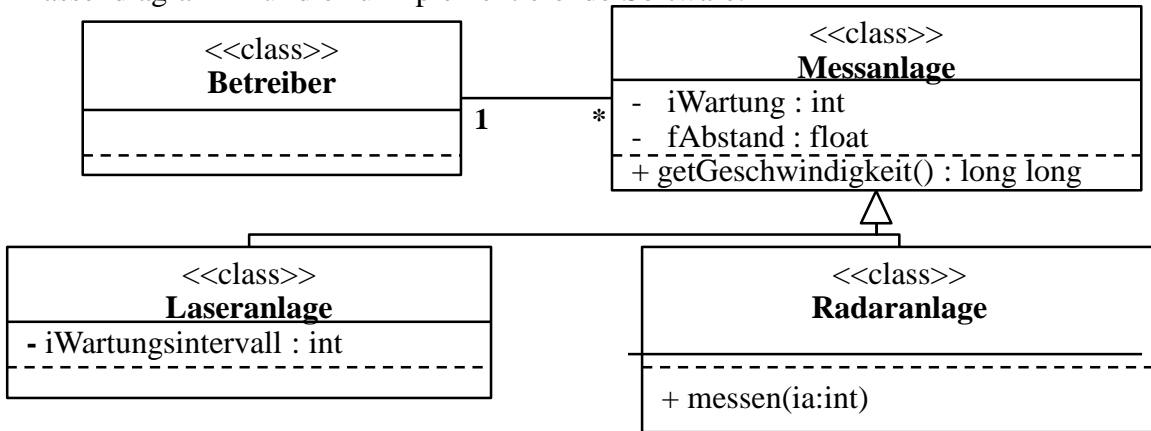 <<class>>
Betreiber
1
*
<<class>>
Messanlage
- iWartung : int
- fAbstand : float
+ getGeschwindigkeit() : long long
<<class>>
Laseranlage
- iWartungsintervall : int
<<class>>
Radaranlage
+ messen(ia:int)